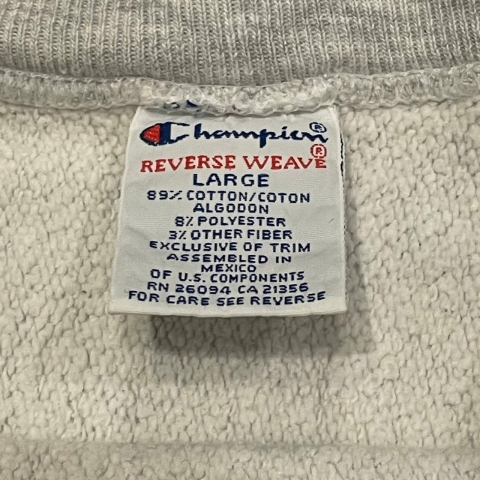 Champion®
REVERSE WEAVE®
LARGE
89% COTTON/COTON
ALGODON
8% POLYESTER
3% OTHER FIBER
EXCLUSIVE OF TRIM
ASSEMBLED IN
MEXICO
OF U.S. COMPONENTS
RN 26094 CA 21356
FOR CARE SEE REVERSE